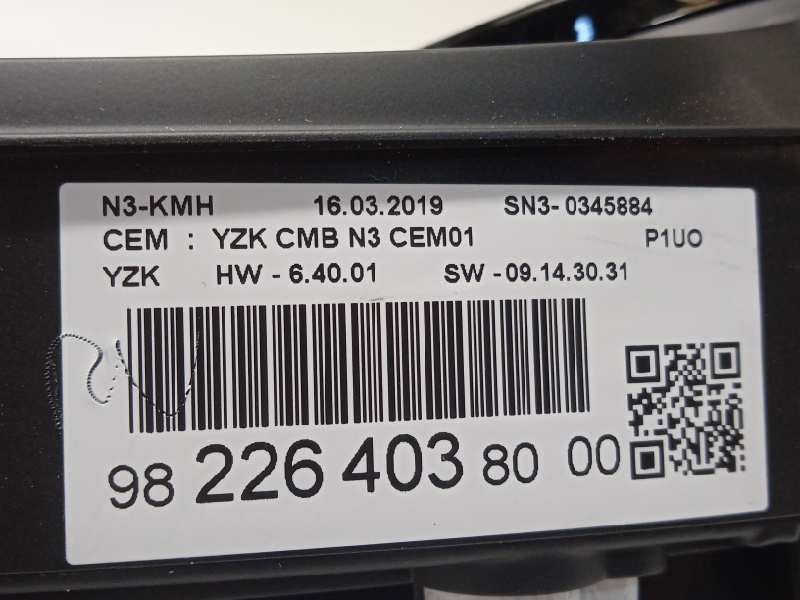 N3-KMH 16.03.2019 SN3-0345884
CEM : YZK CMB N3 CEM01 P1UO
YZK HW - 6.40.01 SW -09.14.30.31
98 226 403 80 00